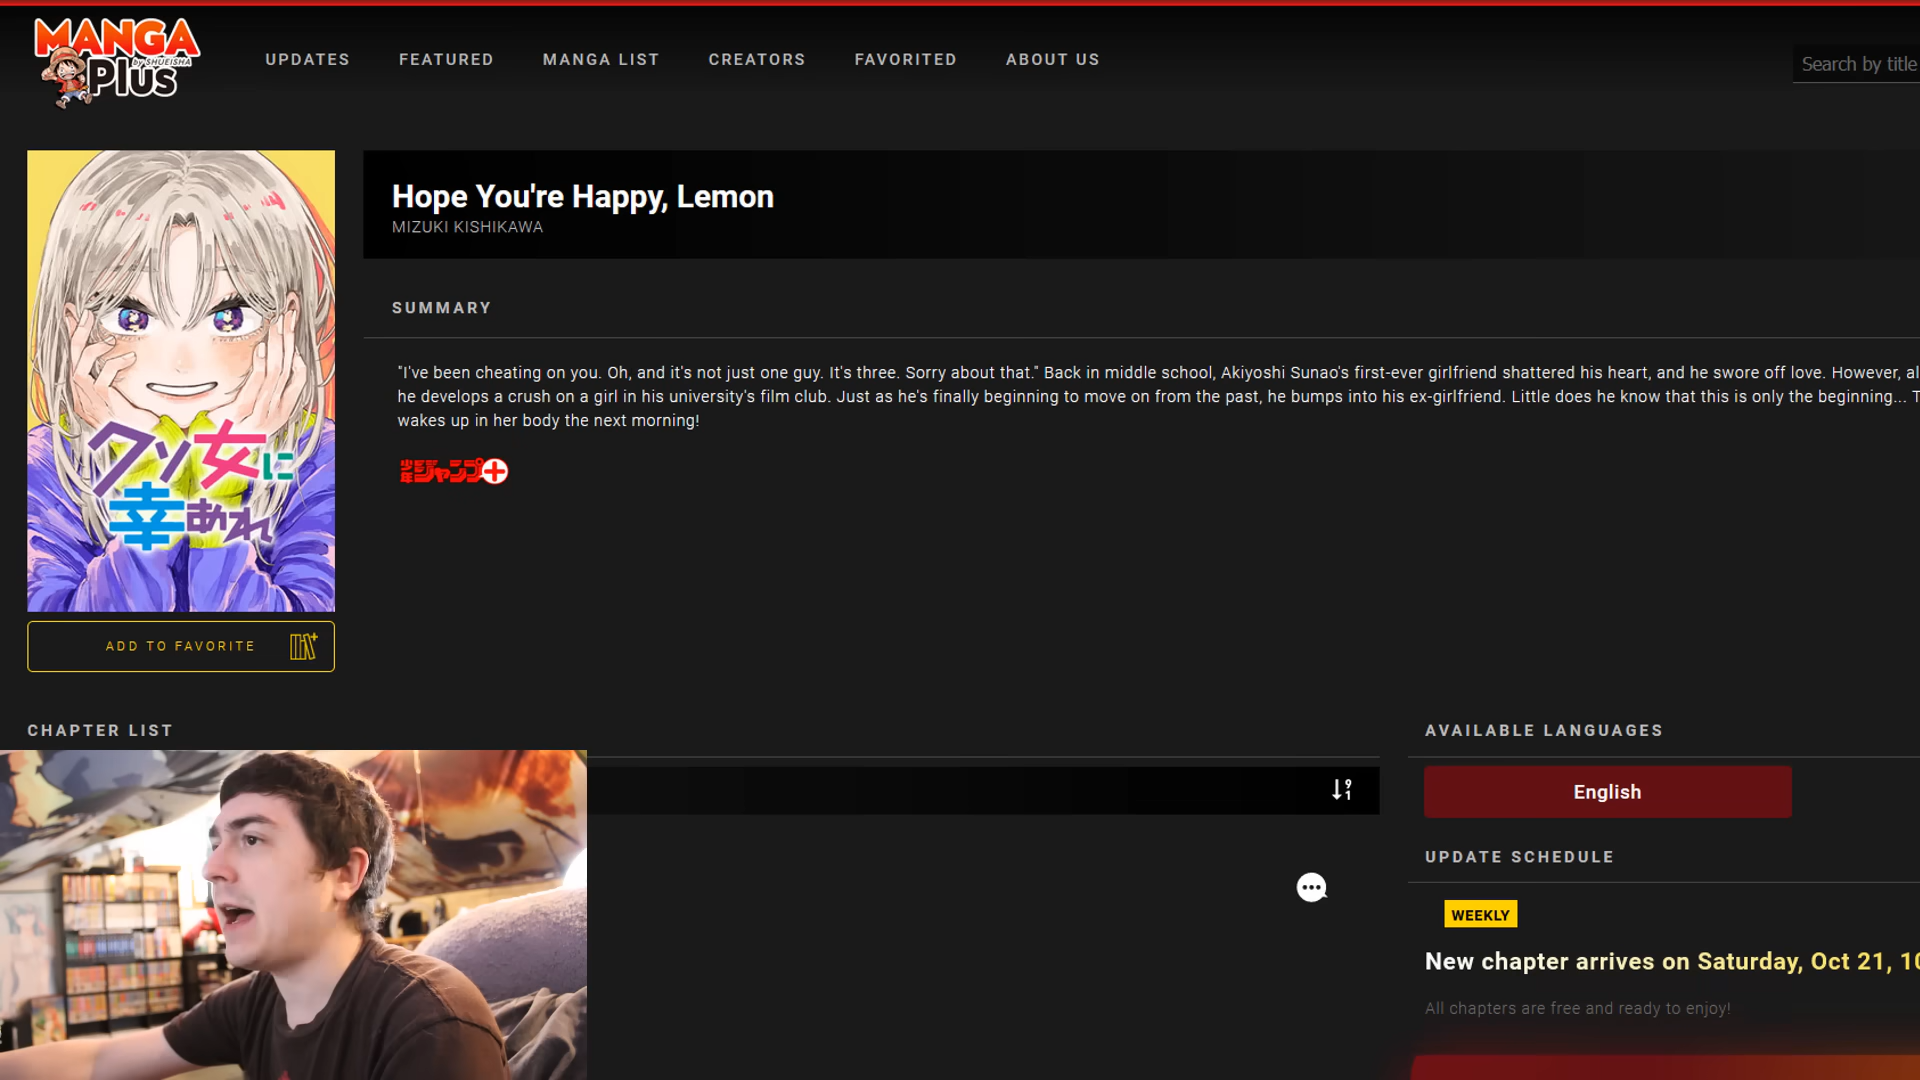 MANGA
by SHUEISHA
Plus
UPDATES
FEATURED
MANGA LIST
CREATORS
FAVORITED
ABOUT US
Search by title
Hope You're Happy, Lemon
MIZUKI KISHIKAWA
SUMMARY
"I've been cheating on you. Oh, and it's not just one guy. It's three. Sorry about that." Back in middle school, Akiyoshi Sunao's first-ever girlfriend shattered his heart, and he swore off love. However, al
he develops a crush on a girl in his university's film club. Just as he's finally beginning to move on from the past, he bumps into his ex-girlfriend. Little does he know that this is only the beginning... T
wakes up in her body the next morning!
少年ジャンプ+
クソ女に
幸あれ
ADD TO FAVORITE
CHAPTER LIST
AVAILABLE LANGUAGES
English
UPDATE SCHEDULE
WEEKLY
New chapter arrives on Saturday, Oct 21, 10
All chapters are free and ready to enjoy!